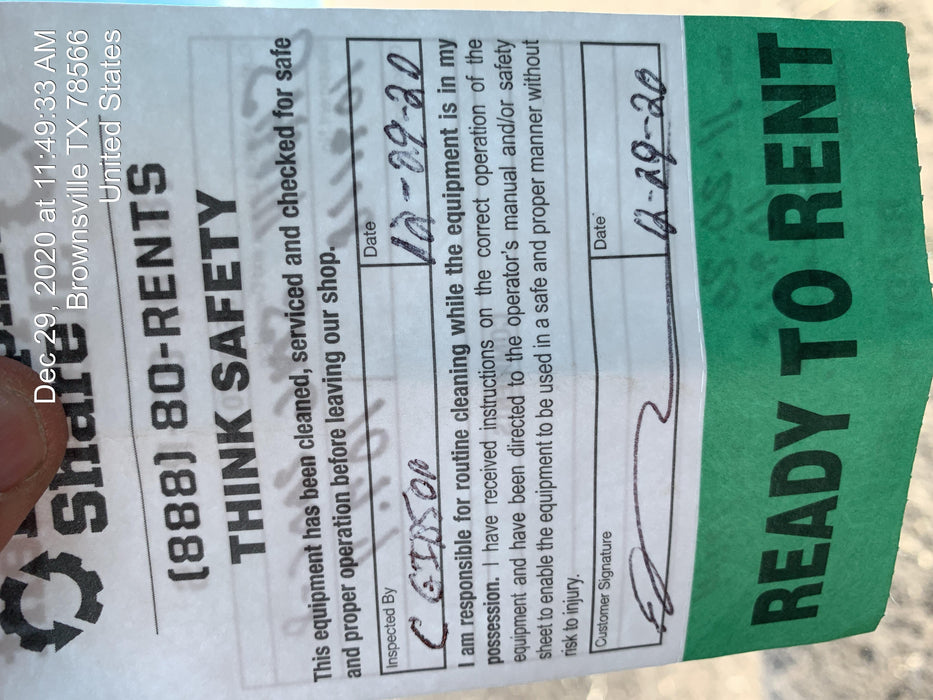 Dec 29, 2020 at 11:49:33 AM
Brownsville TX 78566
United States
Share
(888) 80-RENTS
THINK SAFETY
This equipment has been cleaned, serviced and checked for safe
and proper operation before leaving our shop.
Inspected By
Date
C GIBSON
12-29-20
I am responsible for routine cleaning while the equipment is in my
possession. I have received instructions on the correct operation of the
equipment and have been directed to the operator's manual and/or safety
sheet to enable the equipment to be used in a safe and proper manner without
risk to injury.
Customer Signature
Date
12-29-20
READY TO RENT